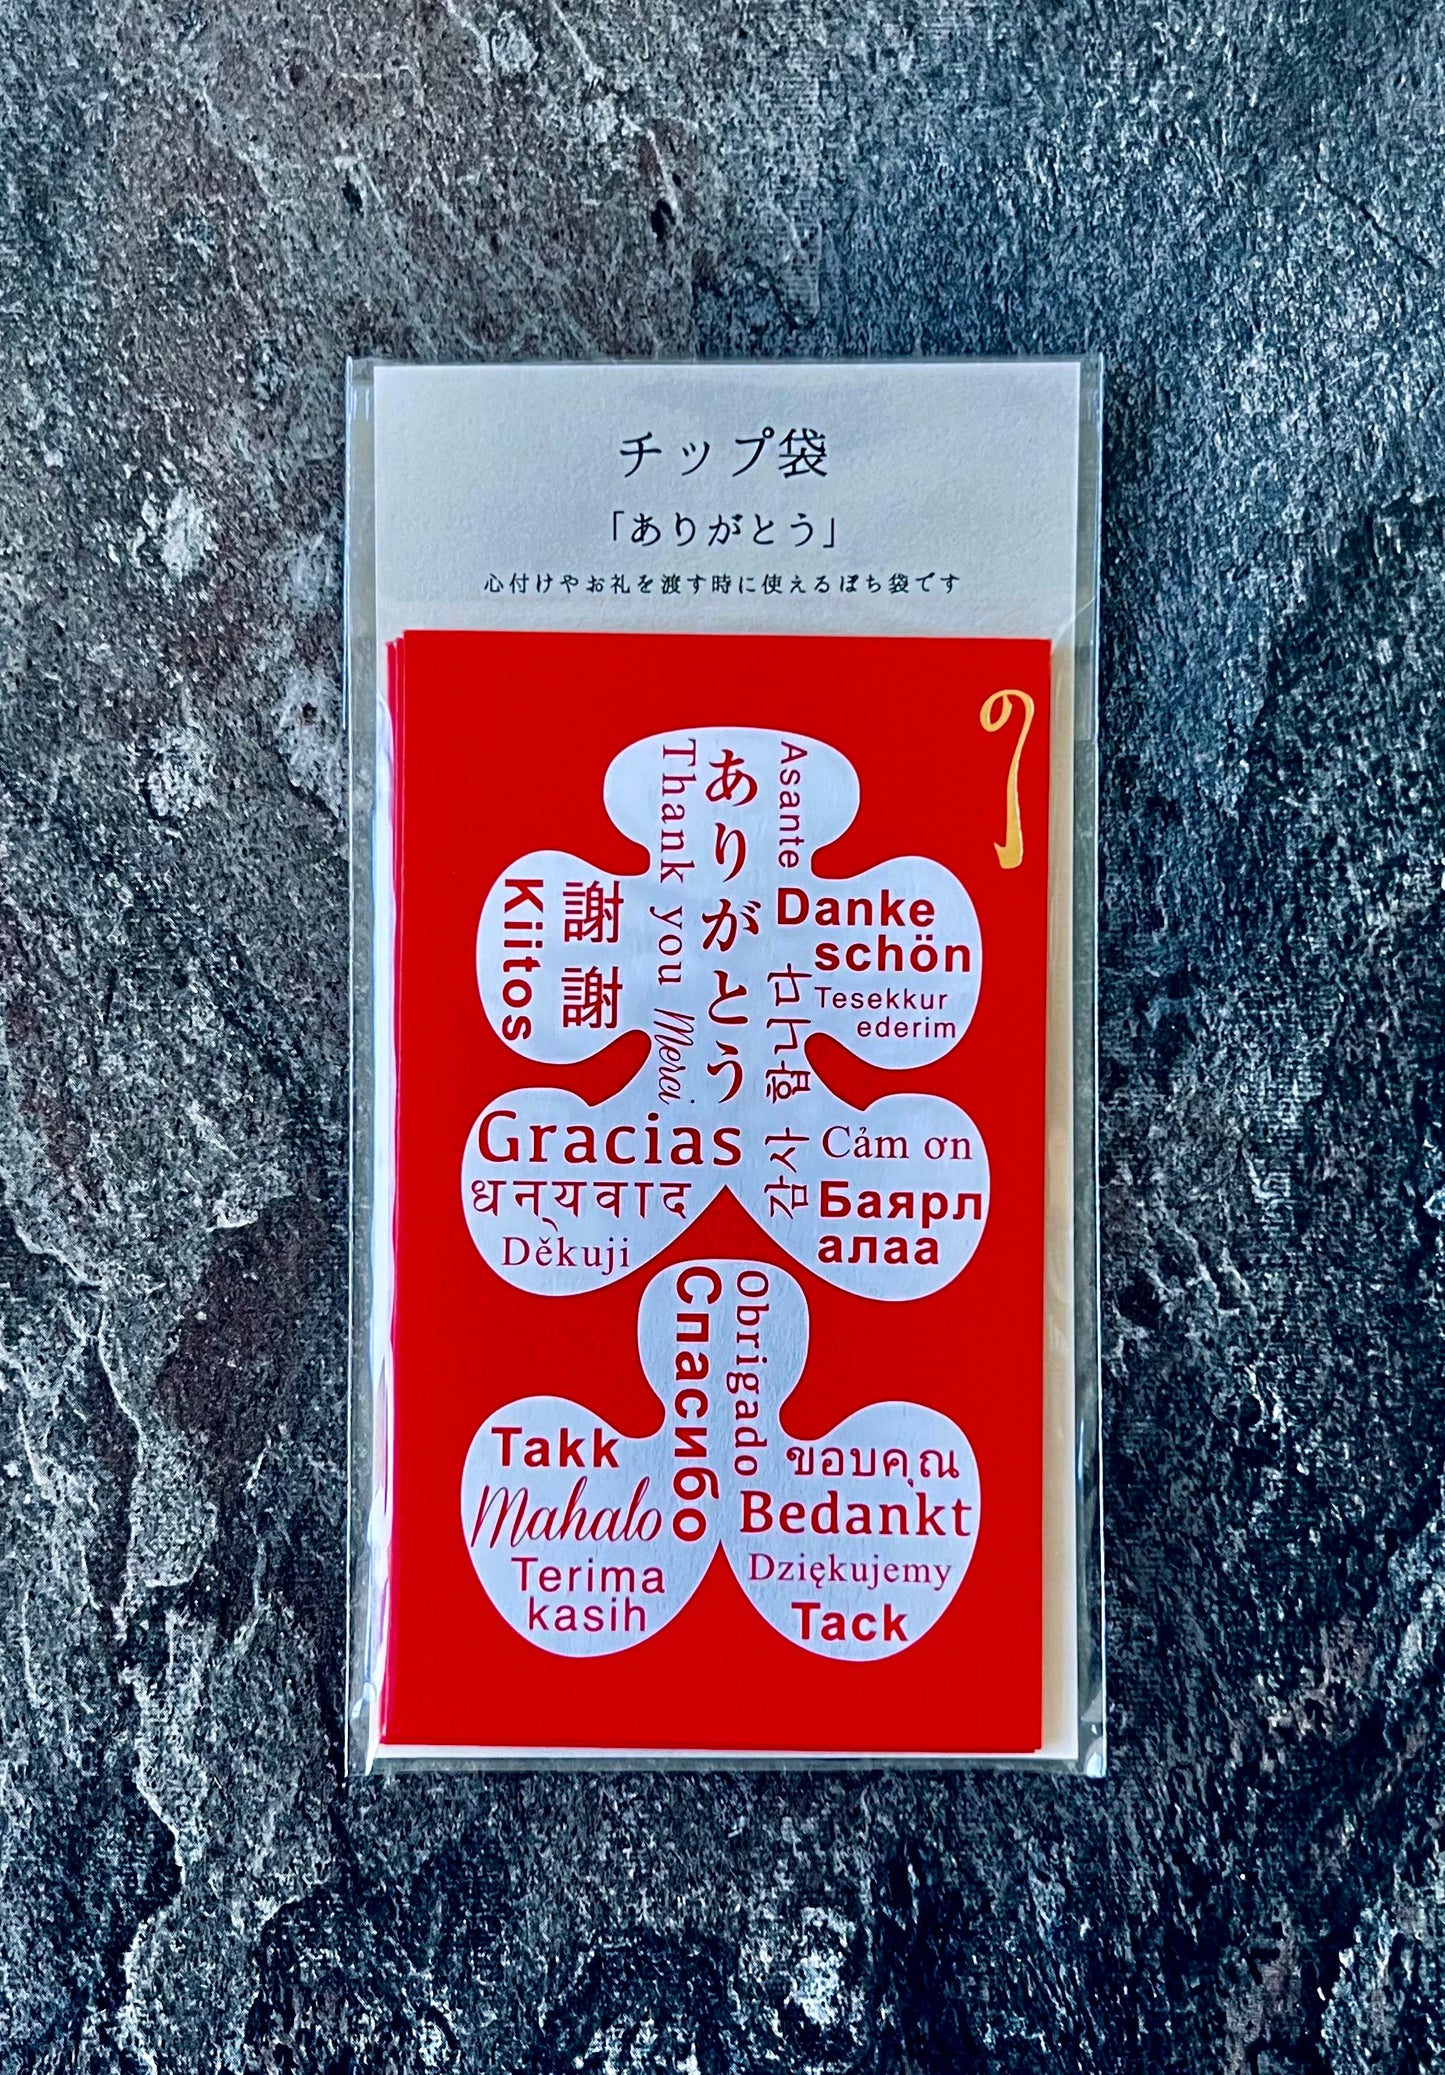 チップ袋
「ありがとう」
心付けやお礼を渡す時に使えるぽち袋です
Asante
ありがとう
Thank you
Merci
謝謝
Kiitos
Danke
schön
Tesekkur
ederim
감사합니다
Gracias
धन्यवाद
Děkuji
Cảm ơn
Баярл
алаа
Obrigado
Спасибо
Takk
Mahalo
Terima
kasih
ขอบคุณ
Bedankt
Dziękujemy
Tack